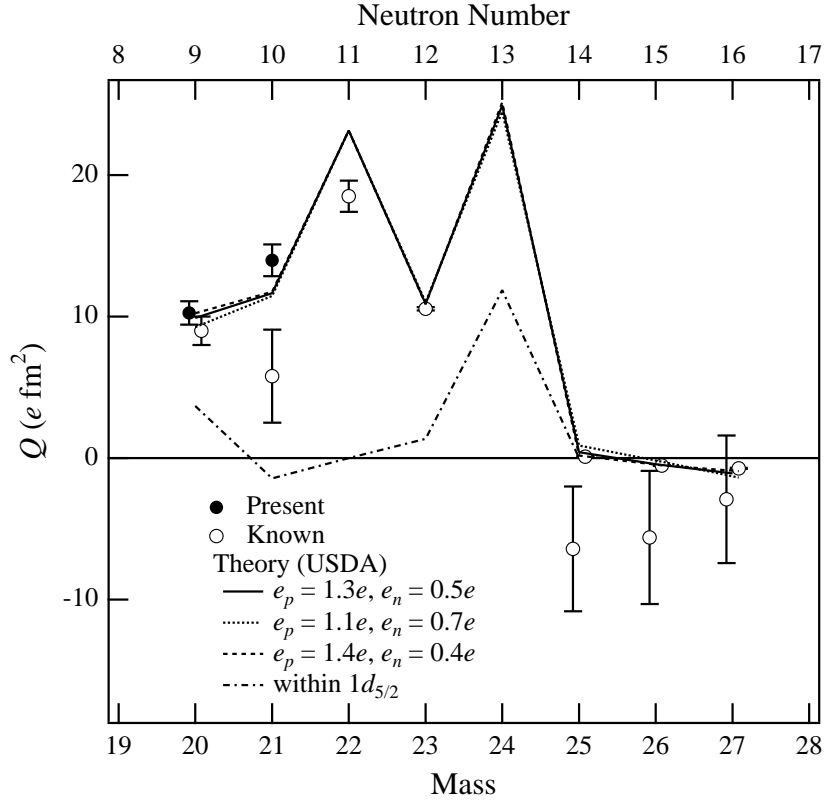 Neutron Number
8 9 10 11 12 13 14 15 16 17
20
10
0
-10
Q (e fm²)
Present
Known
Theory (USDA)
eₚ = 1.3e, eₙ = 0.5e
eₚ = 1.1e, eₙ = 0.7e
eₚ = 1.4e, eₙ = 0.4e
within 1d₅/₂
19 20 21 22 23 24 25 26 27 28
Mass